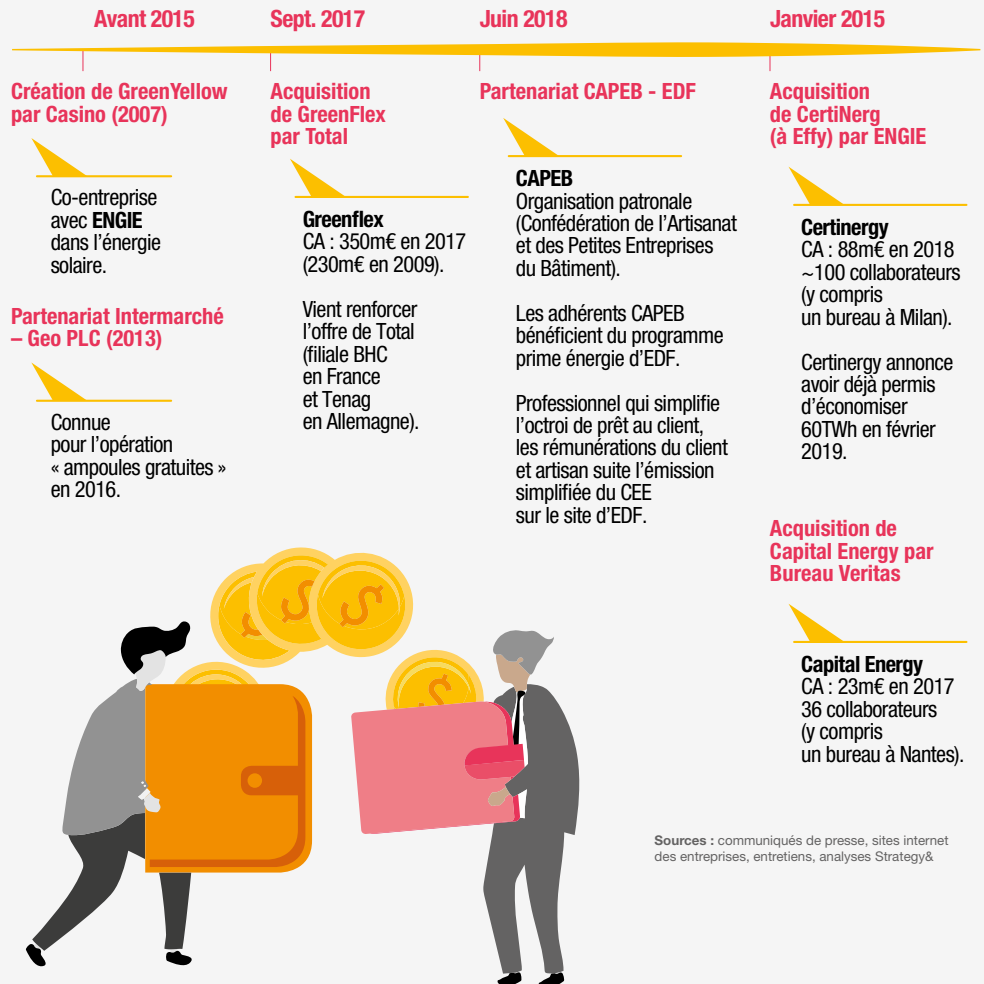 Avant 2015
Création de GreenYellow
par Casino (2007)
Co-entreprise
avec ENGIE
dans l’énergie
solaire.
Partenariat Intermarché
– Geo PLC (2013)
Connue
pour l’opération
« ampoules gratuites »
en 2016.
Sept. 2017
Acquisition
de GreenFlex
par Total
Greenflex
CA : 350m€ en 2017
(230m€ en 2009).
Vient renforcer
l’offre de Total
(filiale BHC
en France
et Tenag
en Allemagne).
Juin 2018
Partenariat CAPEB - EDF
CAPEB
Organisation patronale
(Confédération de l’Artisanat
et des Petites Entreprises
du Bâtiment).
Les adhérents CAPEB
bénéficient du programme
prime énergie d’EDF.
Professionnel qui simplifie
l’octroi de prêt au client,
les rémunérations du client
et artisan suite l’émission
simplifiée du CEE
sur le site d’EDF.
Janvier 2015
Acquisition
de CertiNerg
(à Effy) par ENGIE
Certinergy
CA : 88m€ en 2018
~100 collaborateurs
(y compris
un bureau à Milan).
Certinergy annonce
avoir déjà permis
d’économiser
60TWh en février
2019.
Acquisition de
Capital Energy par
Bureau Veritas
Capital Energy
CA : 23m€ en 2017
36 collaborateurs
(y compris
un bureau à Nantes).
$
$
$
$
Sources : communiqués de presse, sites internet
des entreprises, entretiens, analyses Strategy&